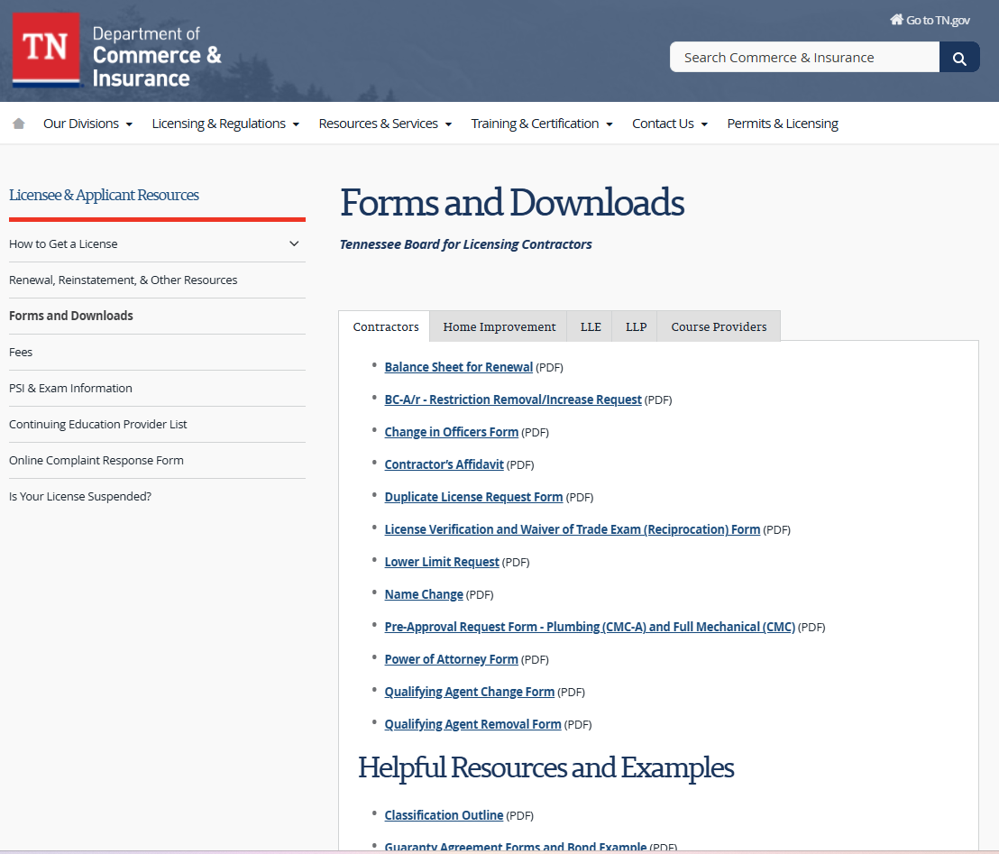 TN
Department of
Commerce &
Insurance
Go to TN.gov
Search Commerce & Insurance
Our Divisions
Licensing & Regulations
Resources & Services
Training & Certification
Contact Us
Permits & Licensing
Licensee & Applicant Resources
How to Get a License
Renewal, Reinstatement, & Other Resources
Forms and Downloads
Fees
PSI & Exam Information
Continuing Education Provider List
Online Complaint Response Form
Is Your License Suspended?
Forms and Downloads
Tennessee Board for Licensing Contractors
Contractors
Home Improvement
LLE
LLP
Course Providers
• Balance Sheet for Renewal (PDF)
• BC-A/r - Restriction Removal/Increase Request (PDF)
• Change in Officers Form (PDF)
• Contractor’s Affidavit (PDF)
• Duplicate License Request Form (PDF)
• License Verification and Waiver of Trade Exam (Reciprocation) Form (PDF)
• Lower Limit Request (PDF)
• Name Change (PDF)
• Pre-Approval Request Form - Plumbing (CMC-A) and Full Mechanical (CMC) (PDF)
• Power of Attorney Form (PDF)
• Qualifying Agent Change Form (PDF)
• Qualifying Agent Removal Form (PDF)
Helpful Resources and Examples
• Classification Outline (PDF)
• Guaranty Agreement Forms and Bond Example (PDF)